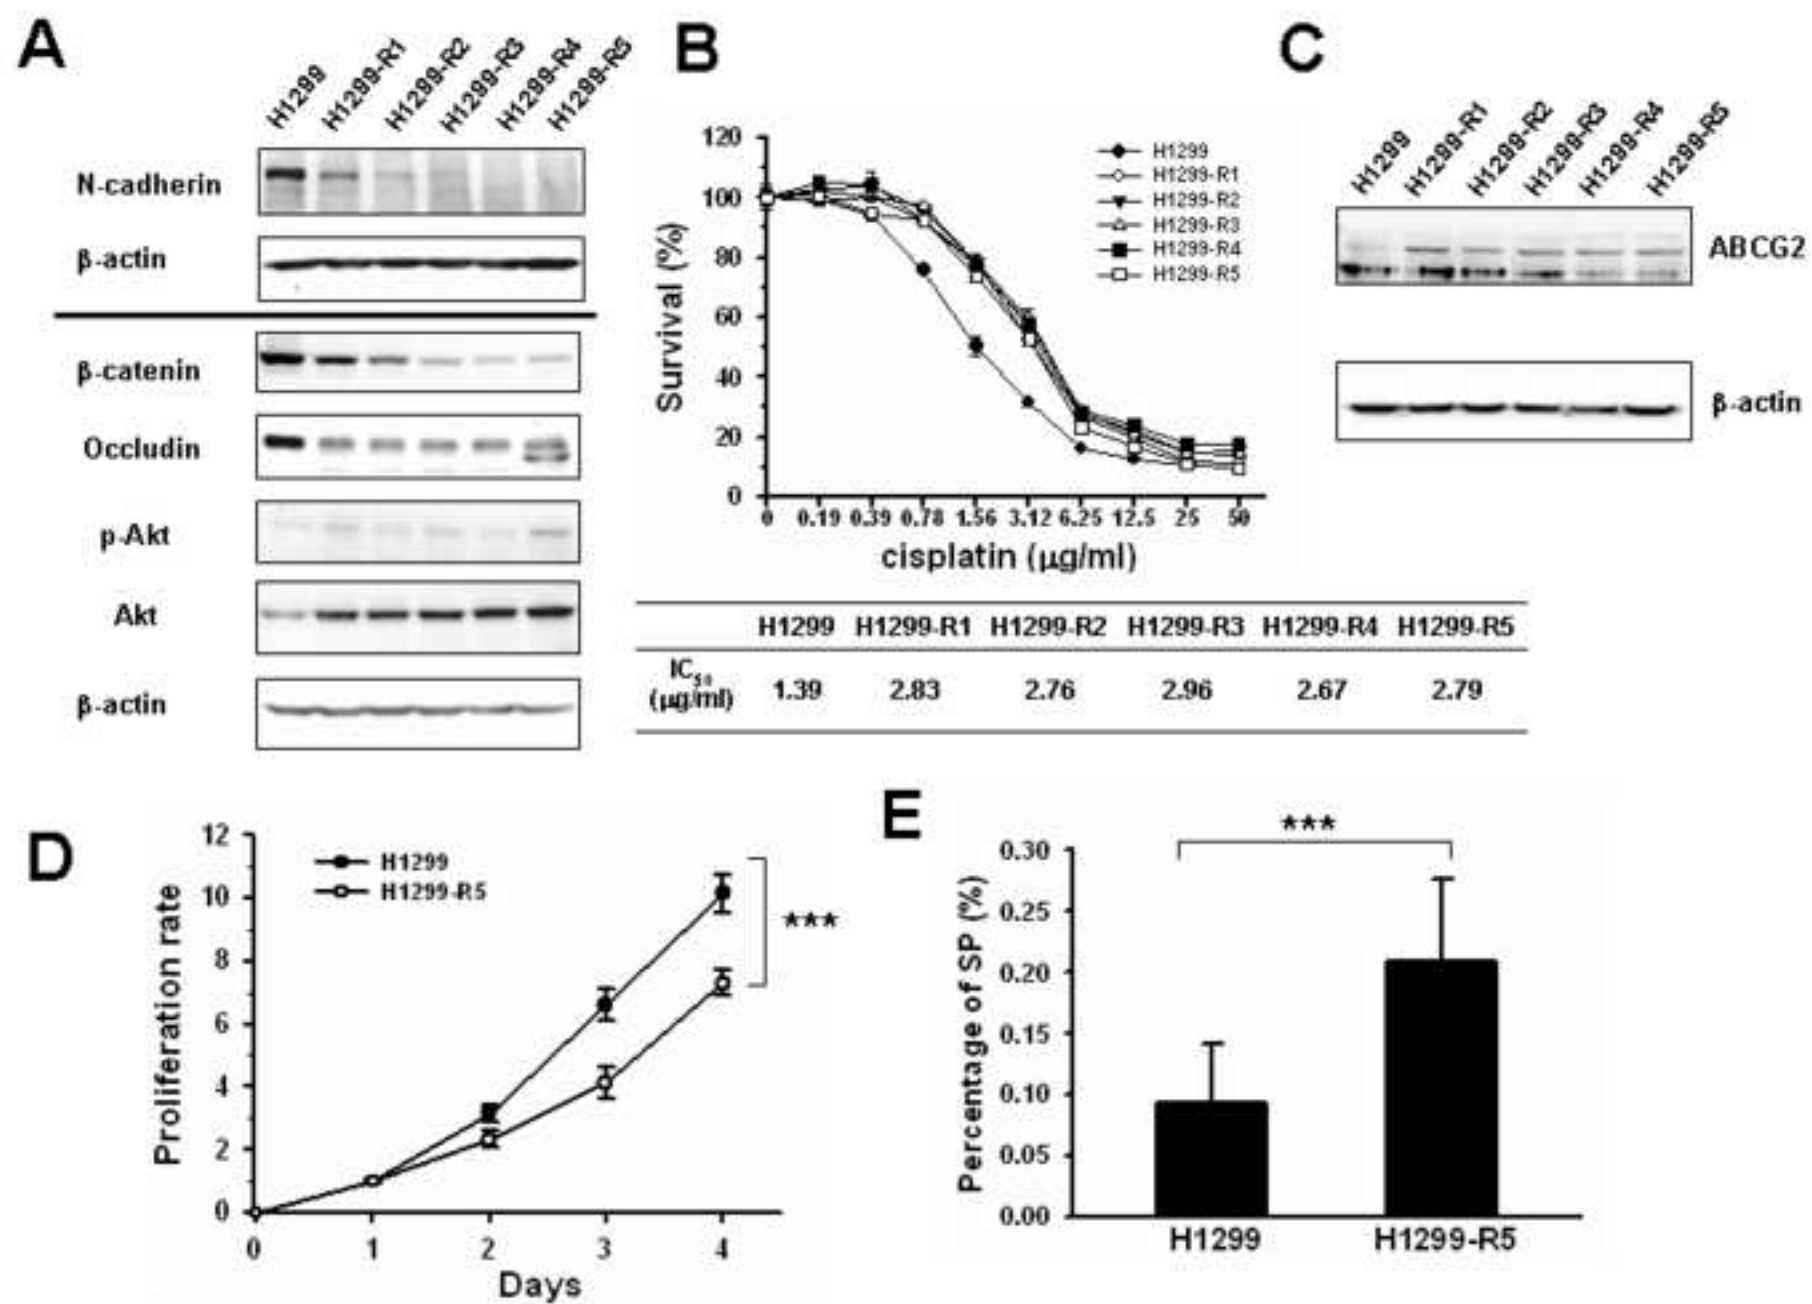 A
H1299
H1299-R1
H1299-R2
H1299-R3
H1299-R4
H1299-R5
N-cadherin
β-actin
β-catenin
Occludin
p-Akt
Akt
β-actin
B
120
100
80
60
40
20
0
Survival (%)
H1299
H1299-R1
H1299-R2
H1299-R3
H1299-R4
H1299-R5
0 0.19 0.39 0.78 1.56 3.12 6.25 12.5 25 50
cisplatin (µg/ml)
H1299 H1299-R1 H1299-R2 H1299-R3 H1299-R4 H1299-R5
IC50
(µg/ml) 1.39 2.83 2.76 2.96 2.67 2.79
C
H1299
H1299-R1
H1299-R2
H1299-R3
H1299-R4
H1299-R5
ABCG2
β-actin
D
12
10
8
6
4
2
0
Proliferation rate
H1299
H1299-R5
***
0 1 2 3 4
Days
E
***
0.30
0.25
0.20
0.15
0.10
0.05
0.00
Percentage of SP (%)
H1299 H1299-R5